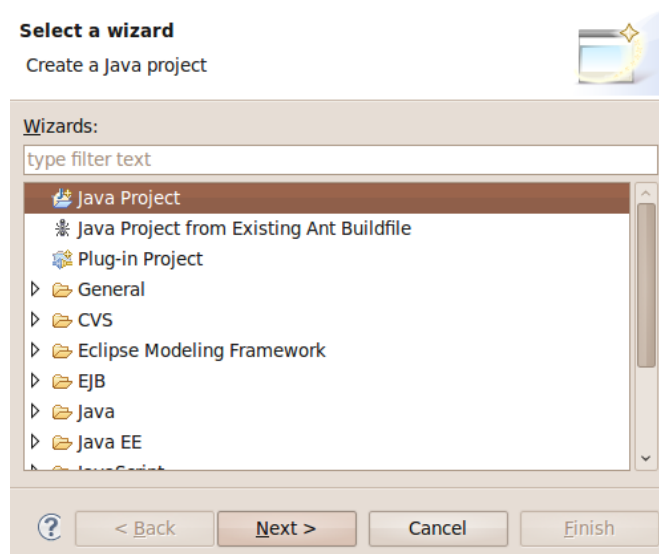 Select a wizard
Create a Java project
Wizards:
type filter text
Java Project
Java Project from Existing Ant Buildfile
Plug-in Project
General
CVS
Eclipse Modeling Framework
EJB
Java
Java EE
JavaScript
? < Back Next > Cancel Finish